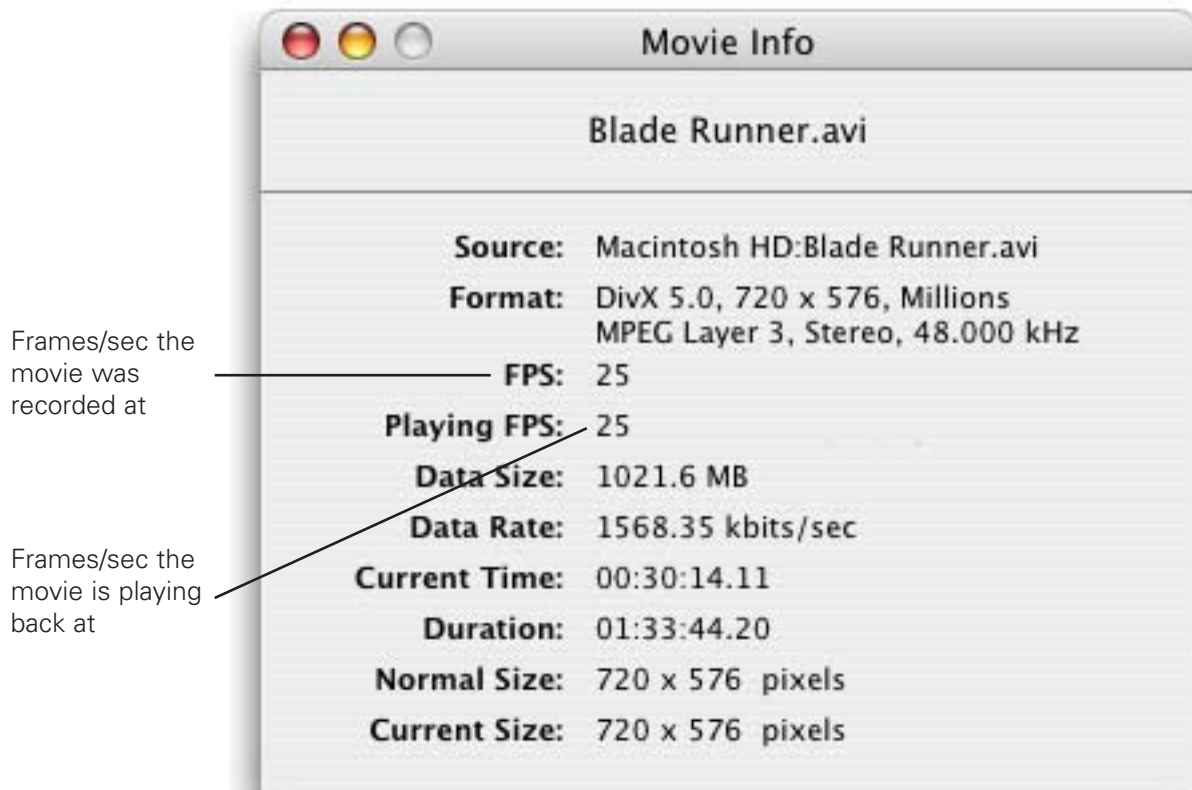 Movie Info
Blade Runner.avi
Source: Macintosh HD:Blade Runner.avi
Format: DivX 5.0, 720 x 576, Millions
MPEG Layer 3, Stereo, 48.000 kHz
Frames/sec the
movie was
recorded at
FPS: 25
Playing FPS: 25
Data Size: 1021.6 MB
Data Rate: 1568.35 kbits/sec
Frames/sec the
movie is playing
back at
Current Time: 00:30:14.11
Duration: 01:33:44.20
Normal Size: 720 x 576 pixels
Current Size: 720 x 576 pixels